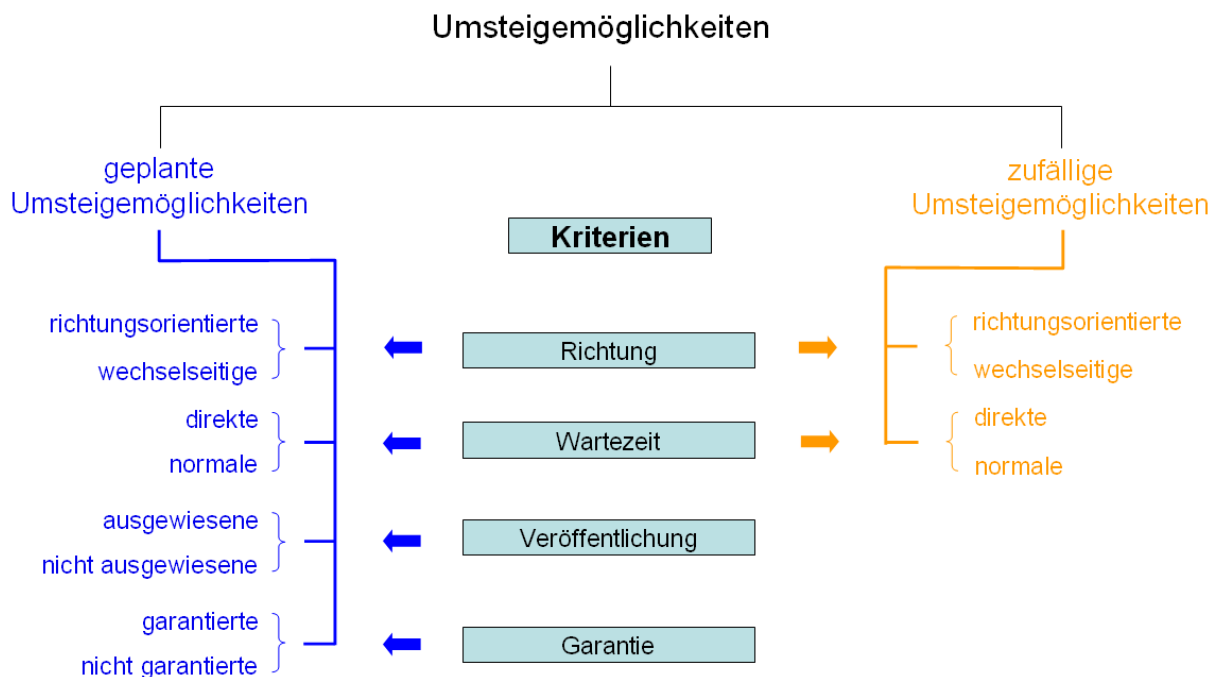 Umsteigemöglichkeiten
geplante
Umsteigemöglichkeiten
zufällige
Umsteigemöglichkeiten
Kriterien
richtungsorientierte
wechselseitige
Richtung
richtungsorientierte
wechselseitige
direkte
normale
Wartezeit
direkte
normale
ausgewiesene
nicht ausgewiesene
Veröffentlichung
garantierte
nicht garantierte
Garantie